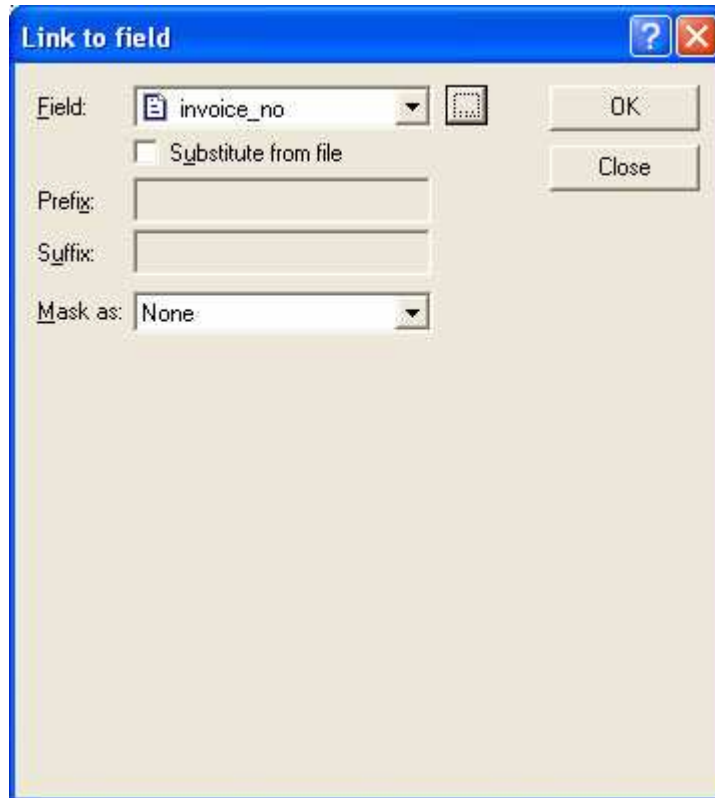 Link to field
Field: invoice_no ...
OK
Substitute from file
Close
Prefix:
Suffix:
Mask as: None